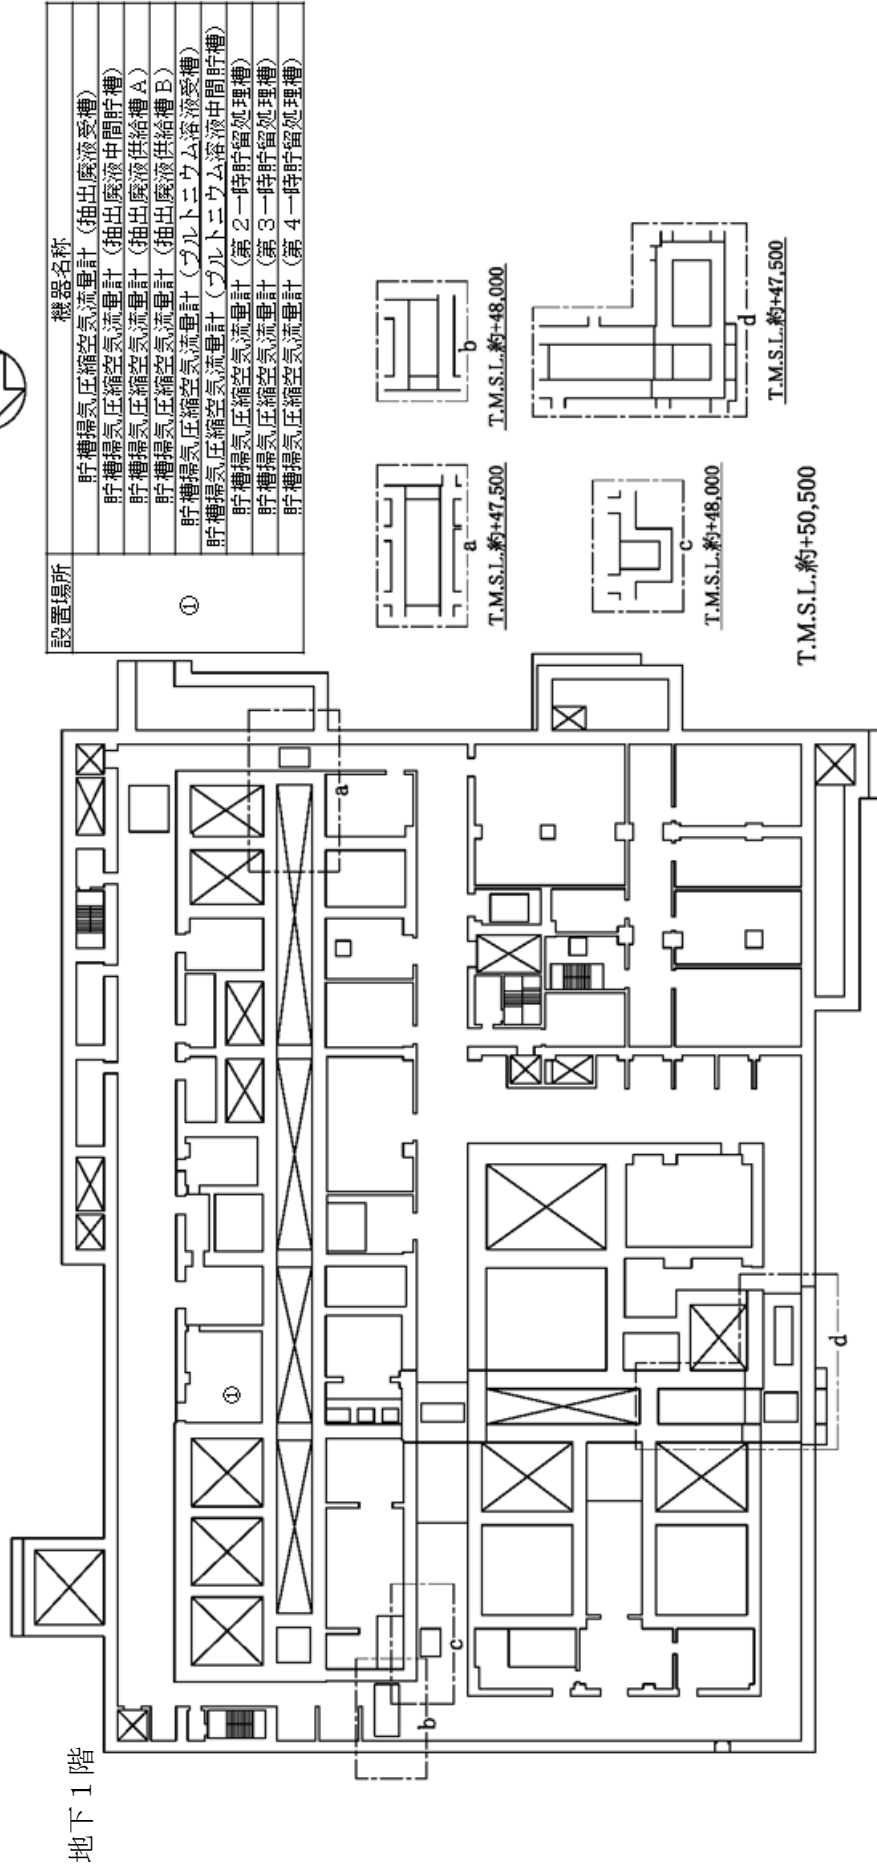 地下1階
設置場所 機器名称
① 貯槽掃気圧縮空気流量計(抽出廃液受槽)
貯槽掃気圧縮空気流量計(抽出廃液中間貯槽)
貯槽掃気圧縮空気流量計(抽出廃液供給槽A)
貯槽掃気圧縮空気流量計(抽出廃液供給槽B)
貯槽掃気圧縮空気流量計(プルトニウム溶液受槽)
貯槽掃気圧縮空気流量計(プルトニウム溶液中間貯槽)
貯槽掃気圧縮空気流量計(第2一時貯留処理槽)
貯槽掃気圧縮空気流量計(第3一時貯留処理槽)
貯槽掃気圧縮空気流量計(第4一時貯留処理槽)
①
a
b
c
d
a
T.M.S.L.約+47,500
b
T.M.S.L.約+48,000
c
T.M.S.L.約+48,000
d
T.M.S.L.約+47,500
T.M.S.L.約+50,500